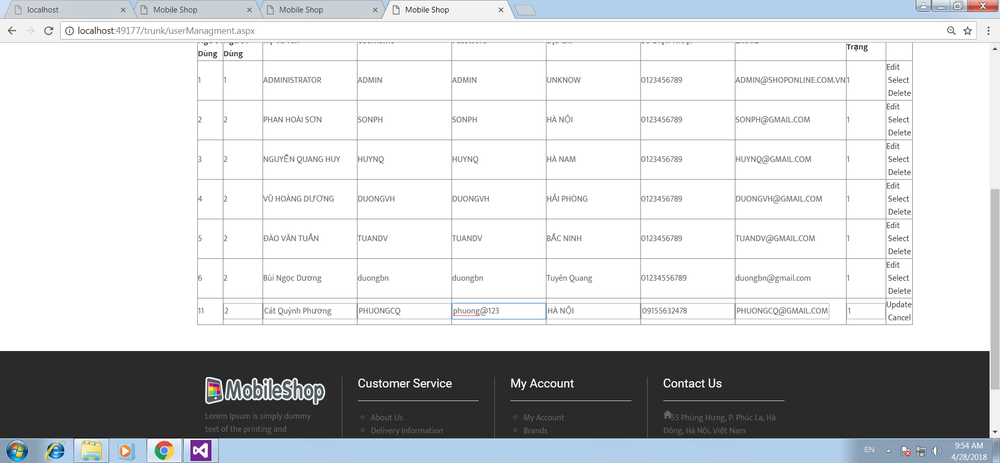 localhost
Mobile Shop
Mobile Shop
Mobile Shop
localhost:49177/trunk/userManagment.aspx
Dùng Dùng Trạng
1 1 ADMINISTRATOR ADMIN ADMIN UNKNOW 0123456789 ADMIN@SHOPONLINE.COM.VN 1 Edit Select Delete
2 2 PHAN HOÀI SƠN SONPH SONPH HÀ NỘI 0123456789 SONPH@GMAIL.COM 1 Edit Select Delete
3 2 NGUYỄN QUANG HUY HUYNQ HUYNQ HÀ NAM 0123456789 HUYNQ@GMAIL.COM 1 Edit Select Delete
4 2 VŨ HOÀNG DƯƠNG DUONGVH DUONGVH HẢI PHÒNG 0123456789 DUONGVH@GMAIL.COM 1 Edit Select Delete
5 2 ĐÀO VĂN TUẤN TUANDV TUANDV BẮC NINH 0123456789 TUANDV@GMAIL.COM 1 Edit Select Delete
6 2 Bùi Ngọc Dương duongbn duongbn Tuyên Quang 01234556789 duongbn@gmail.com 1 Edit Select Delete
11 2 Cát Quỳnh Phương PHUONGCQ phuong@123 HÀ NỘI 09155632478 PHUONGCQ@GMAIL.COM 1 Update Cancel
MobileShop
Lorem Ipsum is simply dummy
text of the printing and
Customer Service
About Us
Delivery Information
My Account
My Account
Brands
Contact Us
55 Phùng Hưng, P. Phúc La, Hà
Đông, Hà Nội, Việt Nam
EN
9:54 AM
4/28/2018